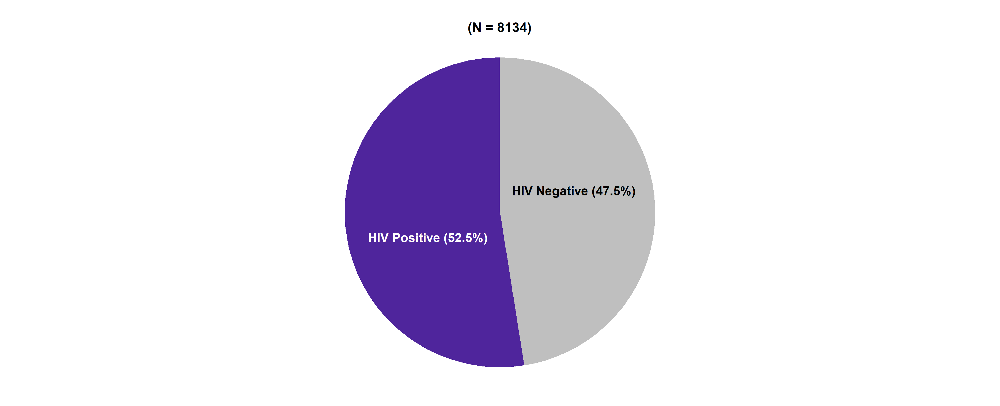 (N = 8134)
HIV Negative (47.5%)
HIV Positive (52.5%)